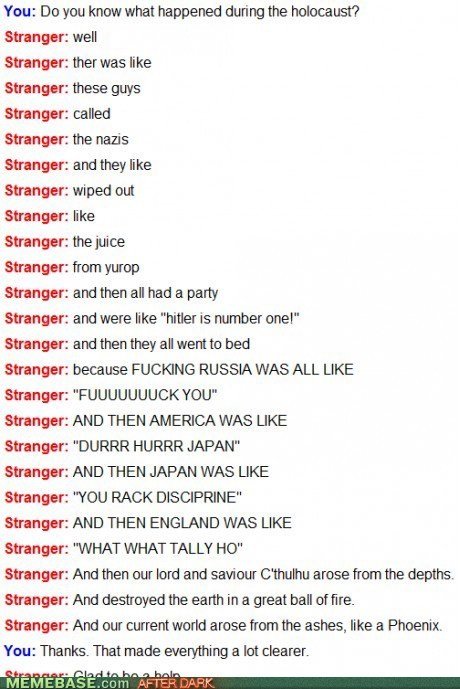 You: Do you know what happened during the holocaust?
Stranger: well
Stranger: ther was like
Stranger: these guys
Stranger: called
Stranger: the nazis
Stranger: and they like
Stranger: wiped out
Stranger: like
Stranger: the juice
Stranger: from yurop
Stranger: and then all had a party
Stranger: and were like "hitler is number one!"
Stranger: and then they all went to bed
Stranger: because FUCKING RUSSIA WAS ALL LIKE
Stranger: "FUUUUUUUCK YOU"
Stranger: AND THEN AMERICA WAS LIKE
Stranger: "DURRR HURRR JAPAN"
Stranger: AND THEN JAPAN WAS LIKE
Stranger: "YOU RACK DISCIPRINE"
Stranger: AND THEN ENGLAND WAS LIKE
Stranger: "WHAT WHAT TALLY HO"
Stranger: And then our lord and saviour C'thulhu arose from the depths.
Stranger: And destroyed the earth in a great ball of fire.
Stranger: And our current world arose from the ashes, like a Phoenix.
You: Thanks. That made everything a lot clearer.
Stranger: Glad to be a help
MEMEBASE.com AFTER DARK